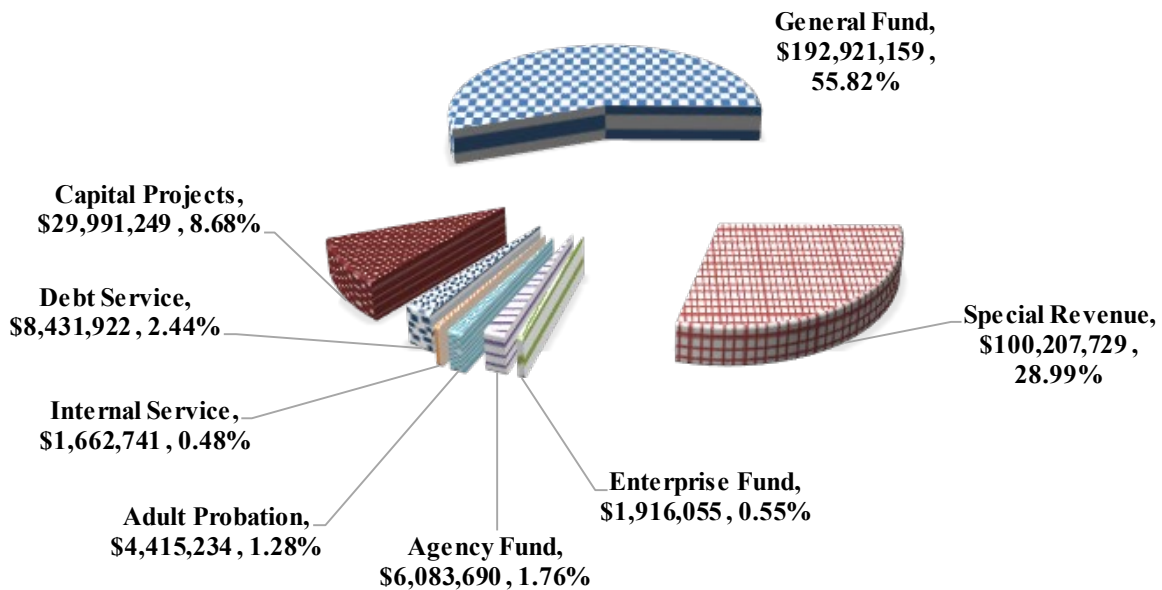 General Fund,
$192,921,159 ,
55.82%
Capital Projects,
$29,991,249 , 8.68%
Debt Service,
$8,431,922 , 2.44%
Special Revenue,
$100,207,729 ,
28.99%
Internal Service,
$1,662,741 , 0.48%
Enterprise Fund,
$1,916,055 , 0.55%
Adult Probation,
$4,415,234 , 1.28%
Agency Fund,
$6,083,690 , 1.76%